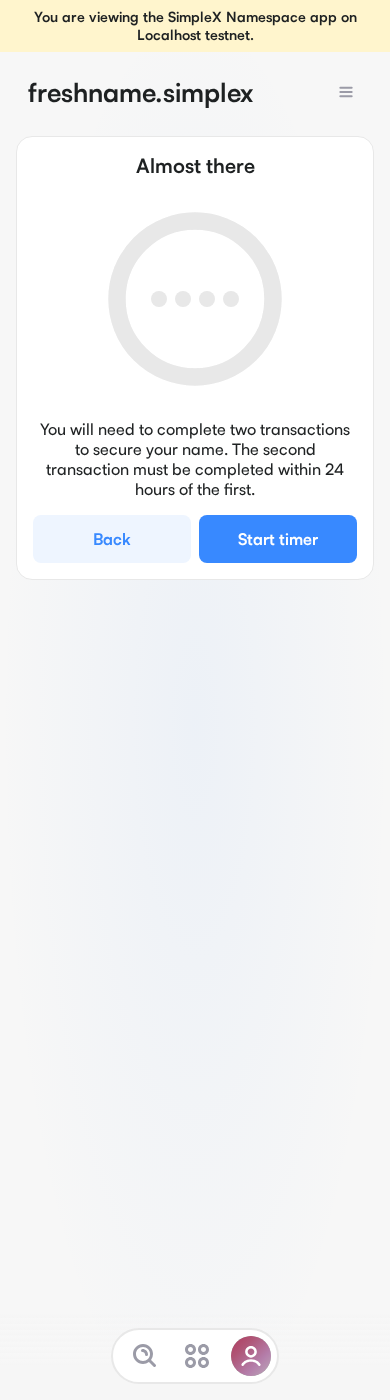 You are viewing the SimpleX Namespace app on
Localhost testnet.
freshname.simplex
Almost there
You will need to complete two transactions
to secure your name. The second
transaction must be completed within 24
hours of the first.
Back
Start timer